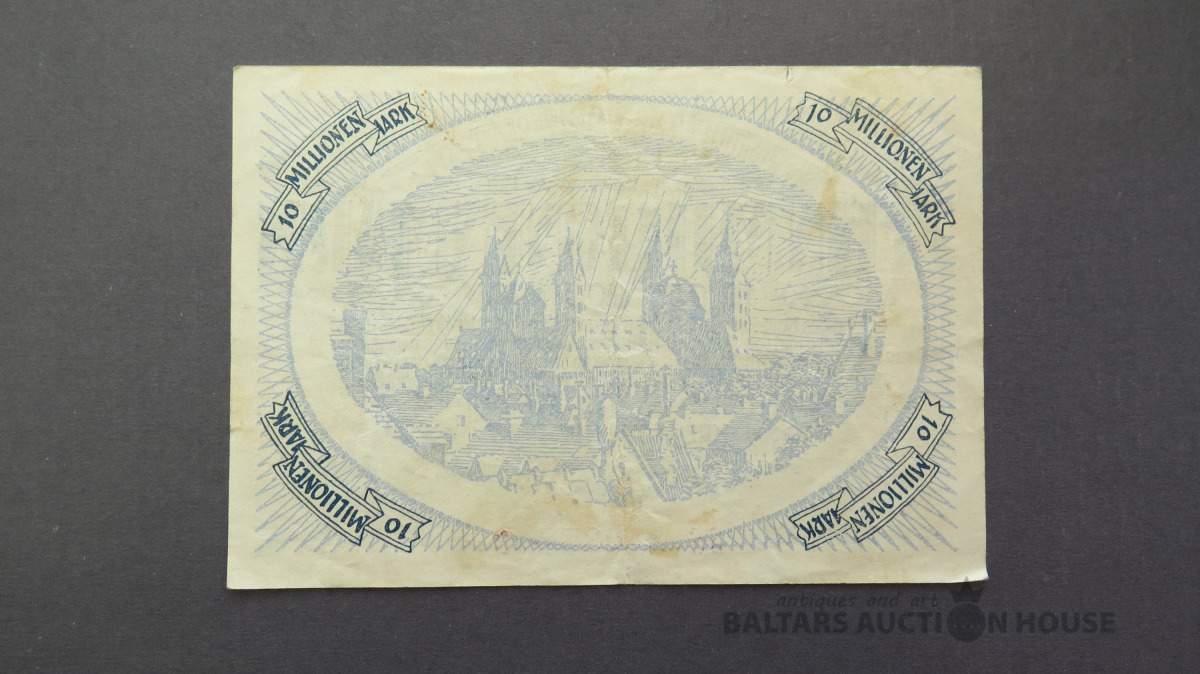 10 MILLIONEN MARK
10 MILLIONEN MARK
10 MILLIONEN MARK
10 MILLIONEN MARK
antiques and art
BALTARS AUCTION HOUSE